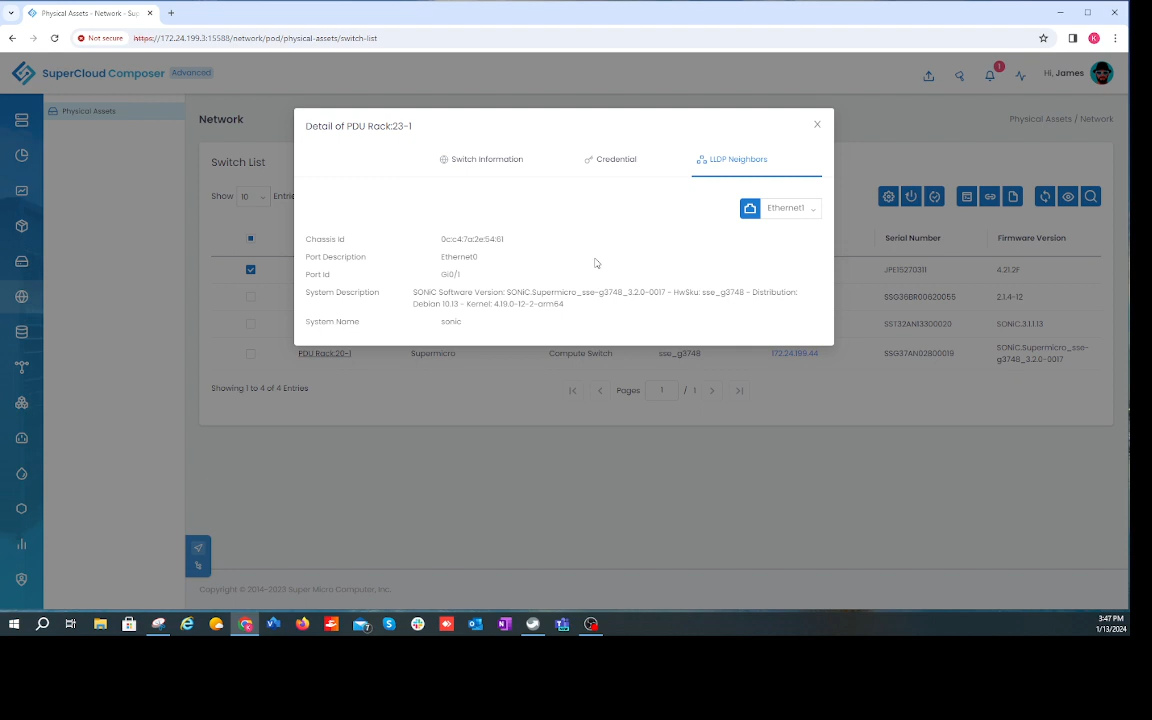 Physical Assets - Network - Sup
Not secure
https://172.24.199.3:15588/network/pod/physical-assets/switch-list
K
SuperCloud Composer Advanced
1
Hi, James
Physical Assets
Network
Physical Assets / Network
Switch List
Show 10 Entrie
Detail of PDU Rack:23-1
Switch Information
Credential
LLDP Neighbors
Ethernet1
Chassis Id 0c:c4:7a:2e:54:61
Port Description Ethernet0
Port Id Gi0/1
System Description SONiC Software Version: SONiC.Supermicro_sse-g3748_3.2.0-0017 - HwSku: sse_g3748 - Distribution:
Debian 10.13 - Kernel: 4.19.0-12-2-arm64
System Name sonic
Serial Number Firmware Version
JPE15270311 4.21.2F
SSG36BR00620055 2.1.4-12
SST32AN13300020 SONiC.3.1.1.13
PDU Rack:20-1 Supermicro Compute Switch sse_g3748 172.24.199.44 SSG37AN02800019 SONiC.Supermicro_sse-
g3748_3.2.0-0017
Showing 1 to 4 of 4 Entries
Pages 1 / 1
Copyright © 2014-2023 Super Micro Computer, Inc.
3:47 PM
1/13/2024